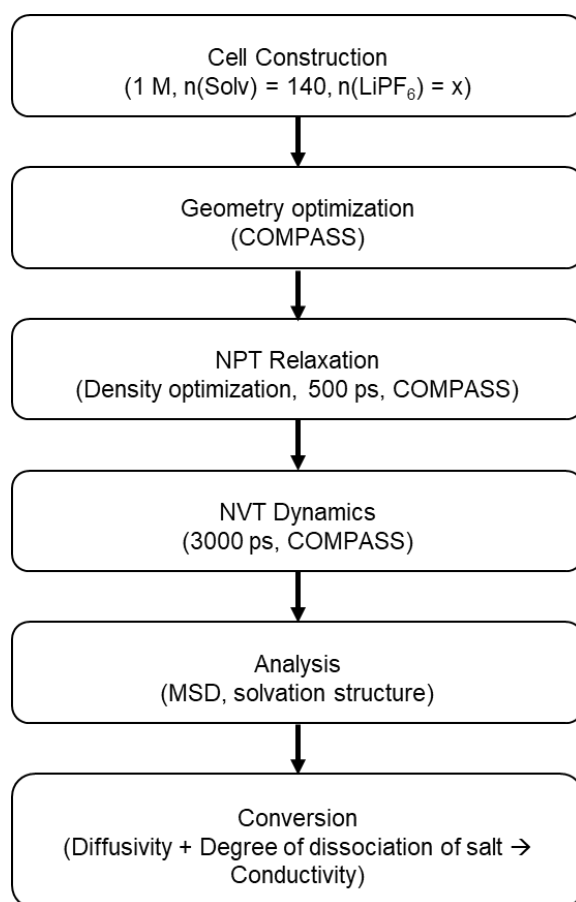 Cell Construction
(1 M, n(Solv) = 140, n(LiPF₆) = x)
Geometry optimization
(COMPASS)
NPT Relaxation
(Density optimization, 500 ps, COMPASS)
NVT Dynamics
(3000 ps, COMPASS)
Analysis
(MSD, solvation structure)
Conversion
(Diffusivity + Degree of dissociation of salt →
Conductivity)